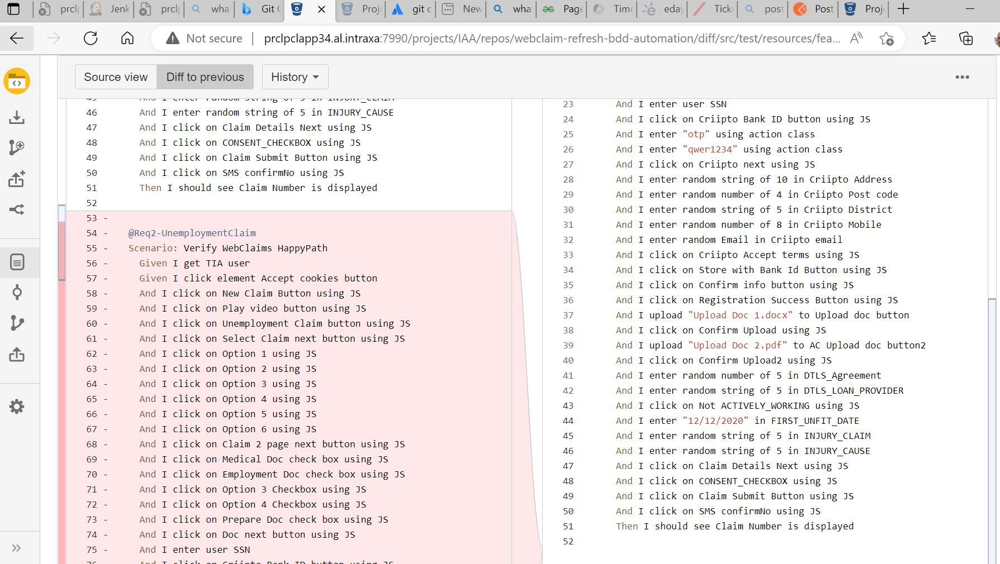 prclp
Jenk
prclp
wha
Git C
Proj
git c
New
wha
Page
Time
eday
Tick
post
Post
Proj
Not secure
prclpclapp34.al.intraxa:7990/projects/IAA/repos/webclaim-refresh-bdd-automation/diff/src/test/resources/fea...
Source view
Diff to previous
History
45 And I enter random string of 5 in INJURY_CLAIM
46 And I enter random string of 5 in INJURY_CAUSE
47 And I click on Claim Details Next using JS
48 And I click on CONSENT_CHECKBOX using JS
49 And I click on Claim Submit Button using JS
50 And I click on SMS confirmNo using JS
51 Then I should see Claim Number is displayed
52
53 -
54 - @Req2-UnemploymentClaim
55 - Scenario: Verify WebClaims HappyPath
56 - Given I get TIA user
57 - Given I click element Accept cookies button
58 - And I click on New Claim Button using JS
59 - And I click on Play video button using JS
60 - And I click on Unemployment Claim button using JS
61 - And I click on Select Claim next button using JS
62 - And I click on Option 1 using JS
63 - And I click on Option 2 using JS
64 - And I click on Option 3 using JS
65 - And I click on Option 4 using JS
66 - And I click on Option 5 using JS
67 - And I click on Option 6 using JS
68 - And I click on Claim 2 page next button using JS
69 - And I click on Medical Doc check box using JS
70 - And I click on Employment Doc check box using JS
71 - And I click on Option 3 Checkbox using JS
72 - And I click on Option 4 Checkbox using JS
73 - And I click on Prepare Doc check box using JS
74 - And I click on Doc next button using JS
75 - And I enter user SSN
76 And I click on Criipto Bank ID button using JS
23 And I enter user SSN
24 And I click on Criipto Bank ID button using JS
25 And I enter "otp" using action class
26 And I enter "qwer1234" using action class
27 And I click on Criipto next using JS
28 And I enter random string of 10 in Criipto Address
29 And I enter random number of 4 in Criipto Post code
30 And I enter random string of 5 in Criipto District
31 And I enter random number of 8 in Criipto Mobile
32 And I enter random Email in Criipto email
33 And I click on Criipto Accept terms using JS
34 And I click on Store with Bank Id Button using JS
35 And I click on Confirm info button using JS
36 And I click on Registration Success Button using JS
37 And I upload "Upload Doc 1.docx" to Upload doc button
38 And I click on Confirm Upload using JS
39 And I upload "Upload Doc 2.pdf" to AC Upload doc button2
40 And I click on Confirm Upload2 using JS
41 And I enter random number of 5 in DTLS_Agreement
42 And I enter random string of 5 in DTLS_LOAN_PROVIDER
43 And I click on Not ACTIVELY_WORKING using JS
44 And I enter "12/12/2020" in FIRST_UNFIT_DATE
45 And I enter random string of 5 in INJURY_CLAIM
46 And I enter random string of 5 in INJURY_CAUSE
47 And I click on Claim Details Next using JS
48 And I click on CONSENT_CHECKBOX using JS
49 And I click on Claim Submit Button using JS
50 And I click on SMS confirmNo using JS
51 Then I should see Claim Number is displayed
52